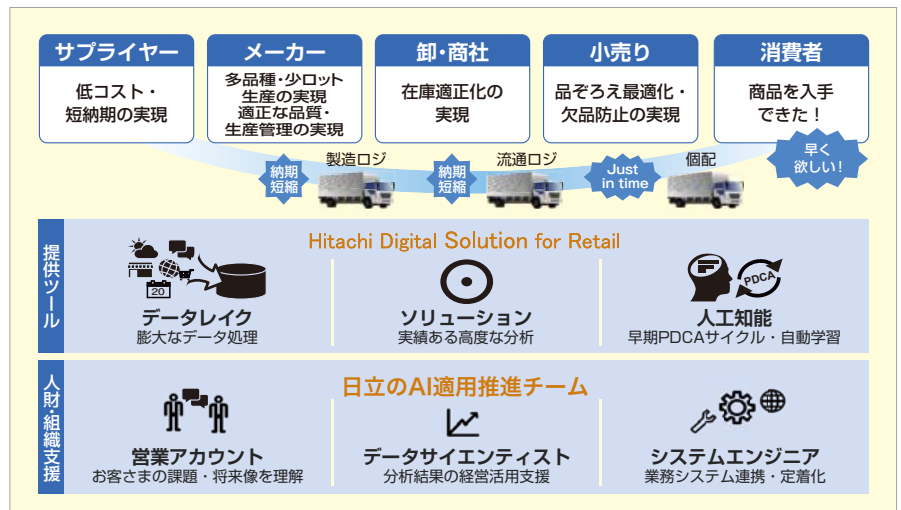 サプライヤー
低コスト・
短納期の実現
メーカー
多品種・少ロット
生産の実現
適正な品質・
生産管理の実現
卸・商社
在庫適正化の
実現
小売り
品ぞろえ最適化・
欠品防止の実現
消費者
商品を入手
できた！
納期
短縮
製造ロジ
納期
短縮
流通ロジ
Just
in time
個配
早く
欲しい！
提供ツール
Hitachi Digital Solution for Retail
20
データレイク
膨大なデータ処理
ソリューション
実績ある高度な分析
PDCA
人工知能
早期PDCAサイクル・自動学習
人財・組織支援
日立のAI適用推進チーム
営業アカウント
お客さまの課題・将来像を理解
データサイエンティスト
分析結果の経営活用支援
システムエンジニア
業務システム連携・定着化